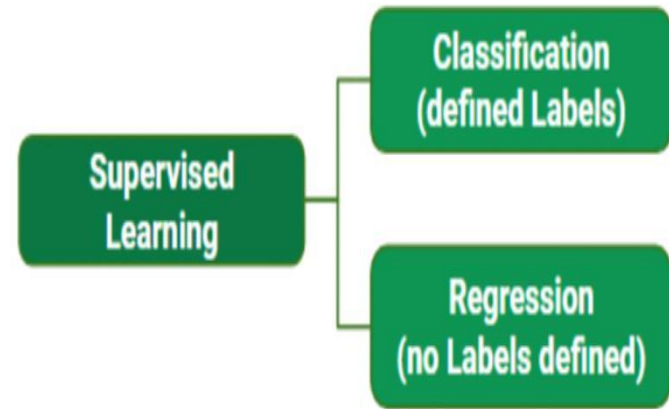 Supervised
Learning
Classification
(defined Labels)
Regression
(no Labels defined)